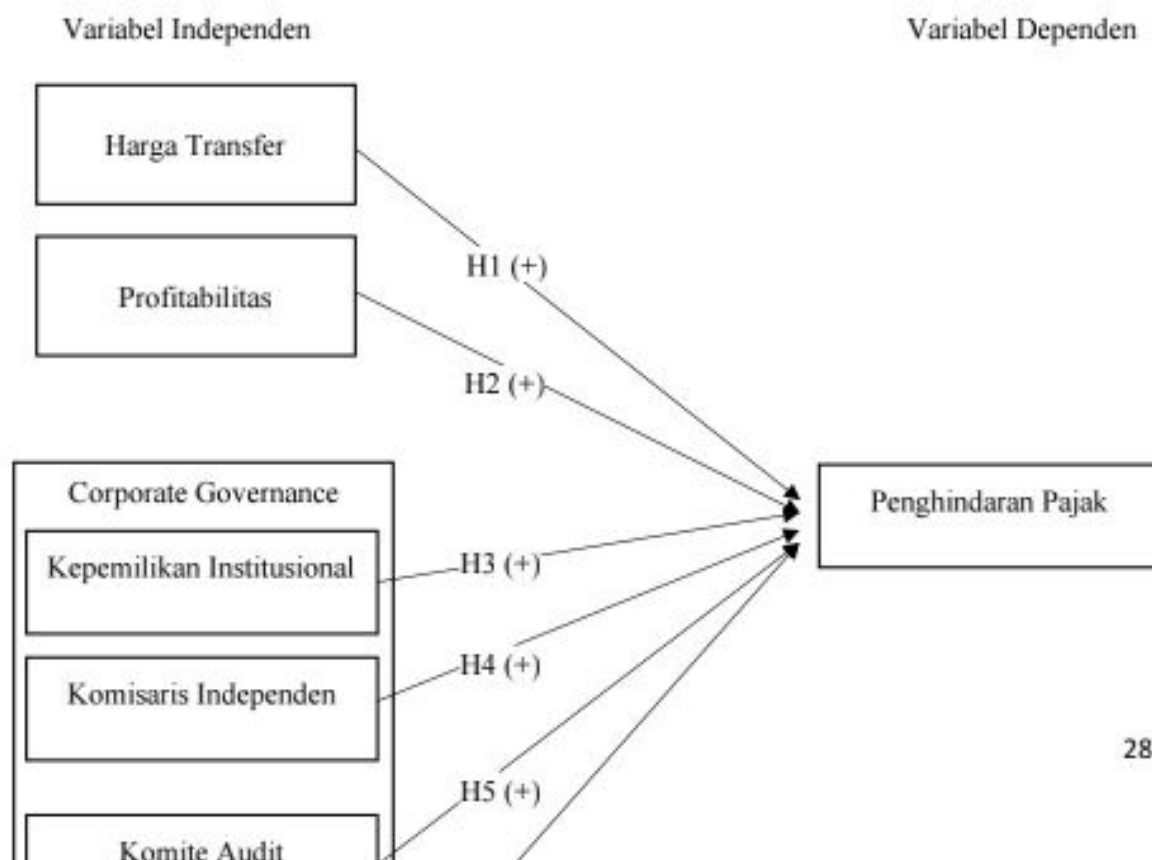 Variabel Independen
Variabel Dependen
Harga Transfer
H1 (+)
Profitabilitas
H2 (+)
Corporate Governance
Penghindaran Pajak
Kepemilikan Institusional
H3 (+)
Komisaris Independen
H4 (+)
28
H5 (+)
Komite Audit